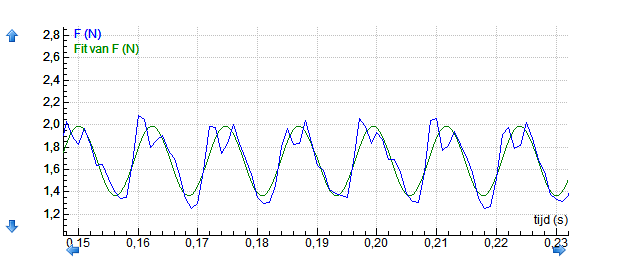 2,8
F (N)
Fit van F (N)
2,6
2,4
2,2
2,0
1,8
1,6
1,4
1,2
tijd (s)
0,15 0,16 0,17 0,18 0,19 0,20 0,21 0,22 0,23